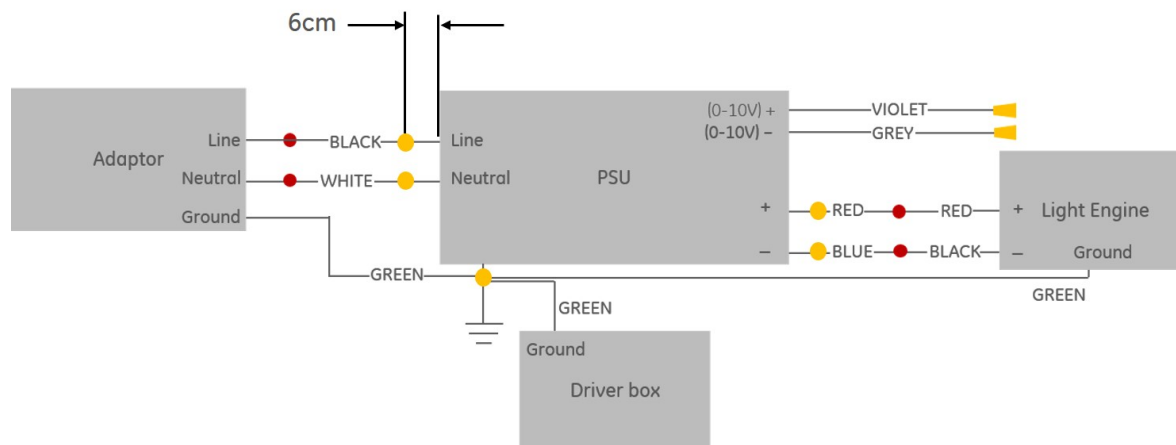 6cm
Adaptor
Line
Neutral
Ground
BLACK
WHITE
GREEN
Line
Neutral
PSU
(0-10V) +
(0-10V) –
+
–
VIOLET
GREY
RED
RED
BLUE
BLACK
+
Light Engine
–
Ground
GREEN
GREEN
Ground
Driver box